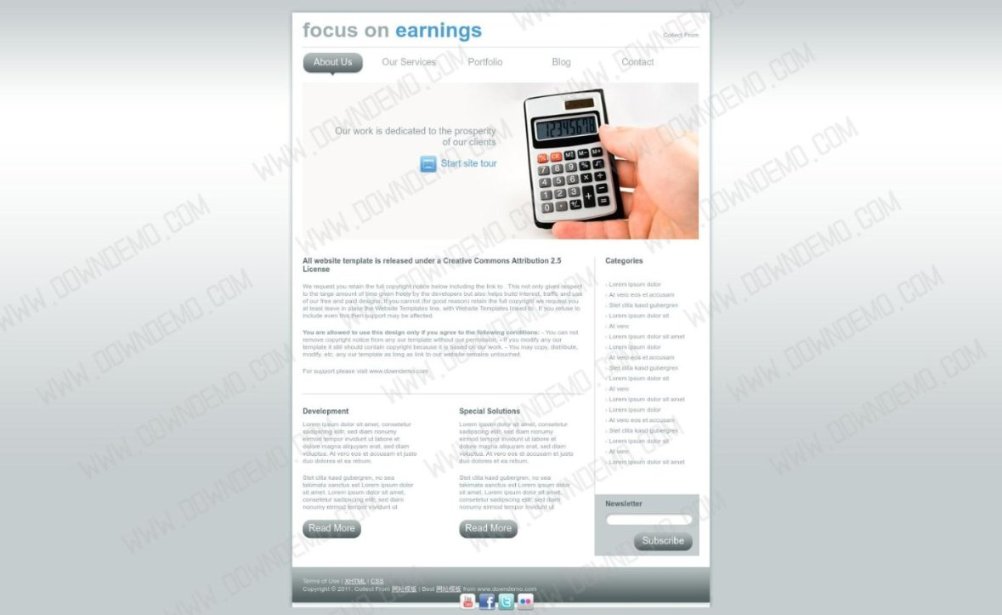 focus on earnings
Collect From
About Us
Our Services
Portfolio
Blog
Contact
Our work is dedicated to the prosperity
of our clients
Start site tour
All website template is released under a Creative Commons Attribution 2.5
License
We request you retain the full copyright notice below including the link to . This not only gives respect
to the large amount of time given freely by the developers but also helps build interest, traffic and use
of our free and paid designs. If you cannot (for good reason) retain the full copyright we request you
at least leave in place the Website Templates line, with Website Templates linked to . If you refuse to
include even this then support may be affected.
You are allowed to use this design only if you agree to the following conditions: - You can not
remove copyright notice from any our template without our permission. - If you modify any our
template it still should contain copyright because it is based on our work. - You may copy, distribute,
modify, etc. any our template as long as link to our website remains untouched.
For support please visit www.downdemo.com
Development
Lorem ipsum dolor sit amet, consetetur
sadipscing elitr, sed diam nonumy
eirmod tempor invidunt ut labore et
dolore magna aliquyam erat, sed diam
voluptua. At vero eos et accusam et justo
duo dolores et ea rebum.
Stet clita kasd gubergren, no sea
takimata sanctus est Lorem ipsum dolor
sit amet. Lorem ipsum dolor sit amet,
consetetur sadipscing elitr, sed diam
nonumy eirmod tempor invidunt ut labore
Read More
Special Solutions
Lorem ipsum dolor sit amet, consetetur
sadipscing elitr, sed diam nonumy
eirmod tempor invidunt ut labore et
dolore magna aliquyam erat, sed diam
voluptua. At vero eos et accusam et justo
duo dolores et ea rebum.
Stet clita kasd gubergren, no sea
takimata sanctus est Lorem ipsum dolor
sit amet. Lorem ipsum dolor sit amet,
consetetur sadipscing elitr, sed diam
nonumy eirmod tempor invidunt ut labore
Read More
Categories
Lorem ipsum dolor
At vero eos et accusam
Stet clita kasd gubergren
Lorem ipsum dolor sit
At vero
Lorem ipsum dolor sit amet
Lorem ipsum dolor
At vero eos et accusam
Stet clita kasd gubergren
Lorem ipsum dolor sit
At vero
Lorem ipsum dolor sit amet
Lorem ipsum dolor
At vero eos et accusam
Stet clita kasd gubergren
Lorem ipsum dolor sit
At vero
Lorem ipsum dolor sit amet
Newsletter
Subscribe
Terms of Use | XHTML | CSS
Copyright © 2011. Collect From 网站模板 | Best 网站模板 from www.downdemo.com
WWW.DOWNDEMO.COM